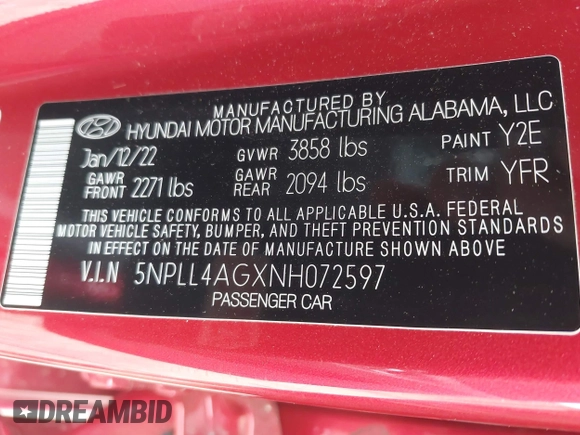 MANUFACTURED BY
HYUNDAI MOTOR MANUFACTURING ALABAMA, LLC
Jan/12/22 GVWR 3858 lbs PAINT Y2E
GAWR FRONT 2271 lbs GAWR REAR 2094 lbs TRIM YFR
THIS VEHICLE CONFORMS TO ALL APPLICABLE U.S.A. FEDERAL
MOTOR VEHICLE SAFETY, BUMPER, AND THEFT PREVENTION STANDARDS
IN EFFECT ON THE DATE OF MANUFACTURE SHOWN ABOVE
V.I.N 5NPLL4AGXNH072597
PASSENGER CAR
DREAMBID